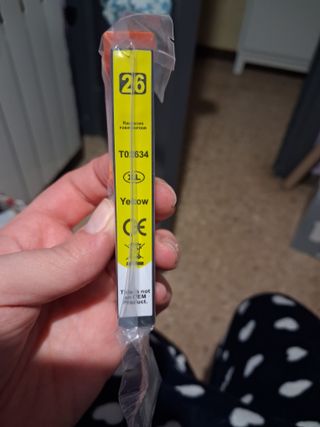 26
T02634
XL
Yellow
CE
This is not
an OEM
Product.